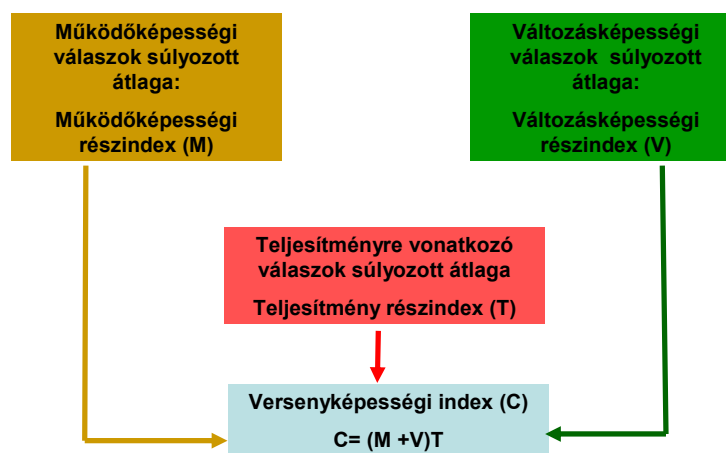 Működőképességi
válaszok súlyozott
átlaga:
Működőképességi
részindex (M)
Változásképességi
válaszok súlyozott
átlaga:
Változásképességi
részindex (V)
Teljesítményre vonatkozó
válaszok súlyozott átlaga
Teljesítmény részindex (T)
Versenyképességi index (C)
C= (M +V)T